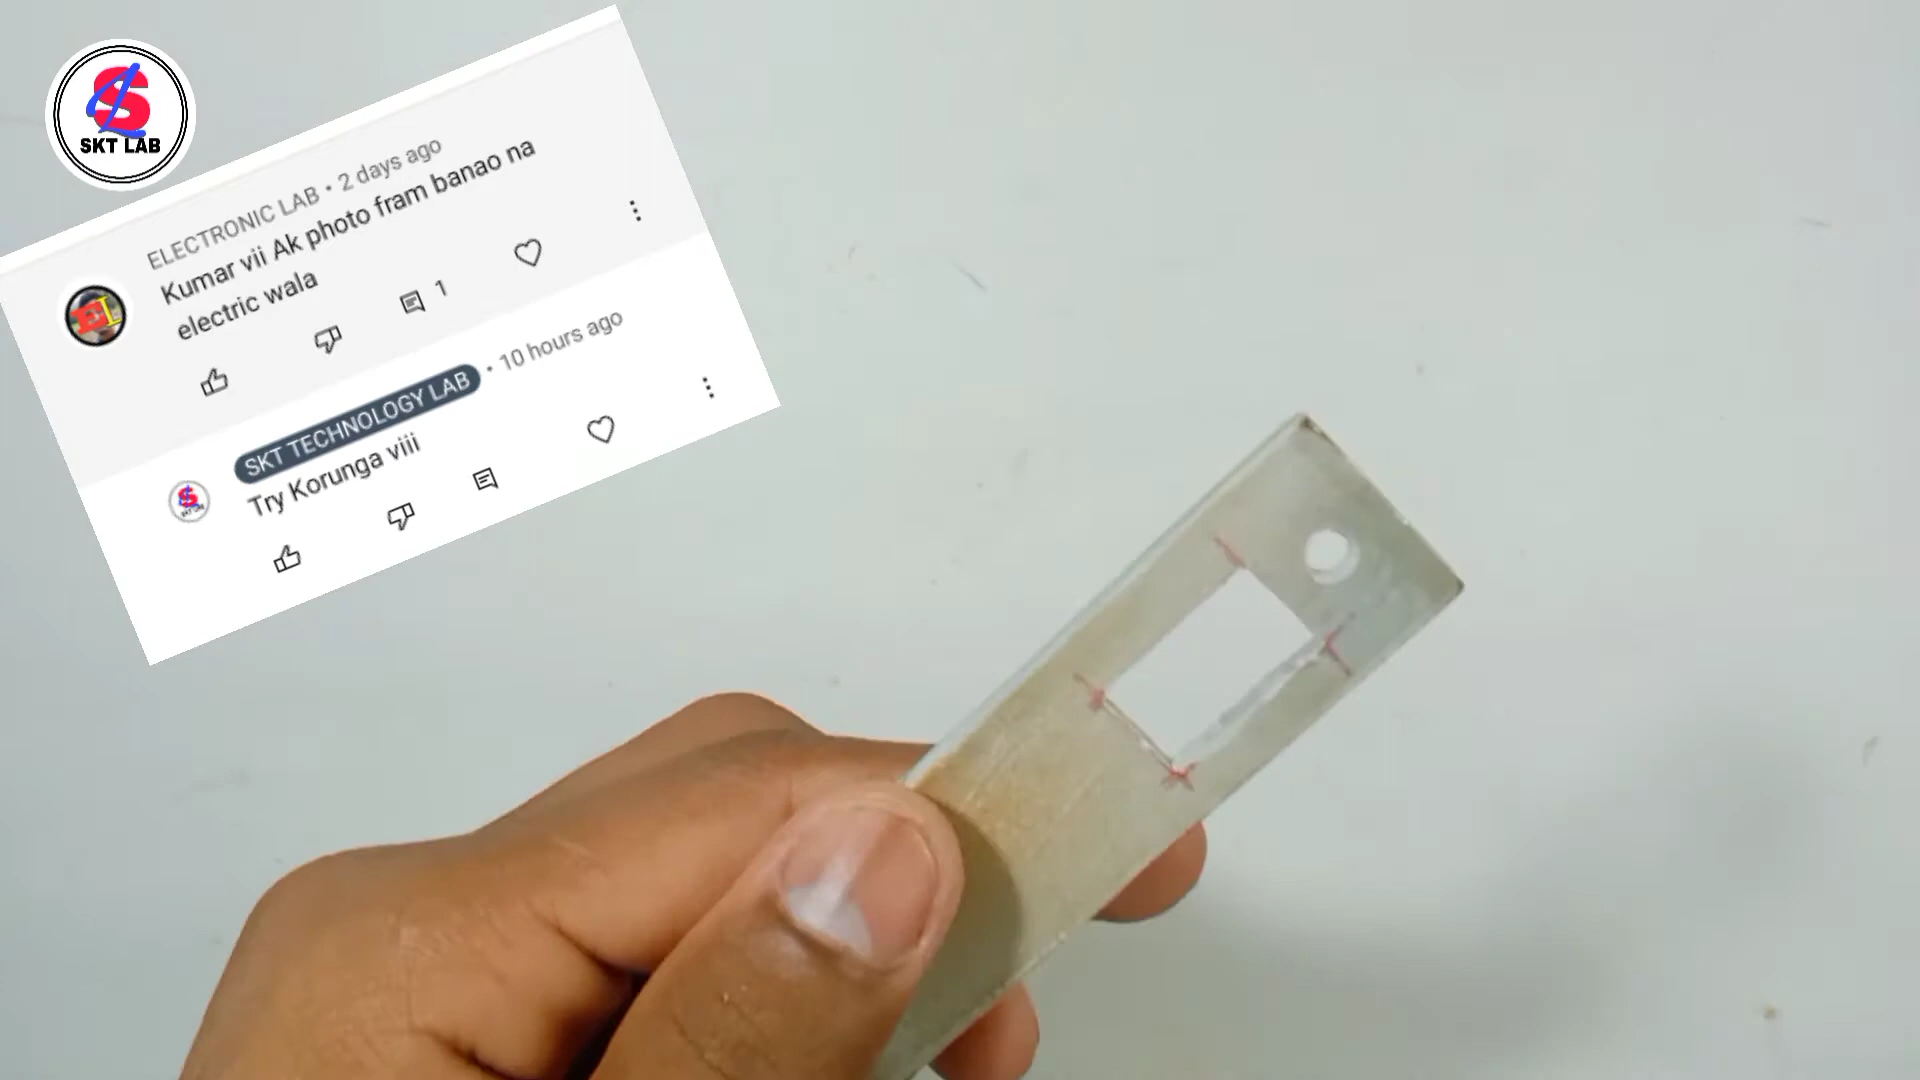 SKT LAB
ELECTRONIC LAB • 2 days ago
Kumar vii Ak photo fram banao na
electric wala
1
SKT TECHNOLOGY LAB • 10 hours ago
Try Korunga viii